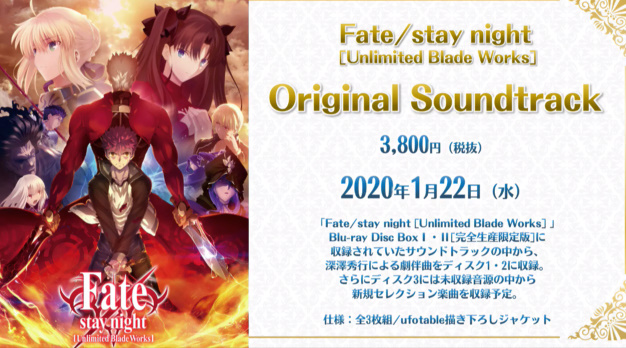 Fate/stay night
[Unlimited Blade Works]
Original Soundtrack
3,800円（税抜）
2020年1月22日（水）
「Fate/stay night [Unlimited Blade Works] 」
Blu-ray Disc Box I・II[完全生産限定版]に
収録されていたサウンドトラックの中から、
深澤秀行による劇伴曲をディスク1・2に収録。
さらにディスク3には未収録音源の中から
新規セレクション楽曲を収録予定。
仕様：全3枚組/ufotable描き下ろしジャケット
Fate
stay night
[Unlimited Blade Works]